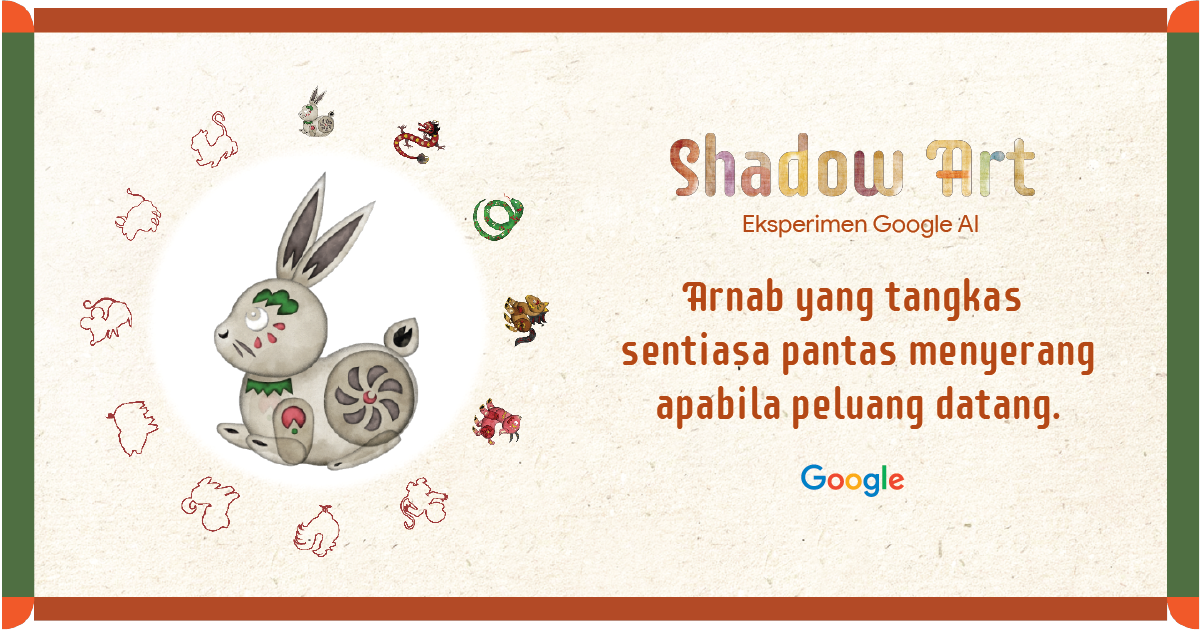 Shadow Art
Eksperimen Google AI
Arnab yang tangkas
sentiasa pantas menyerang
apabila peluang datang.
Google